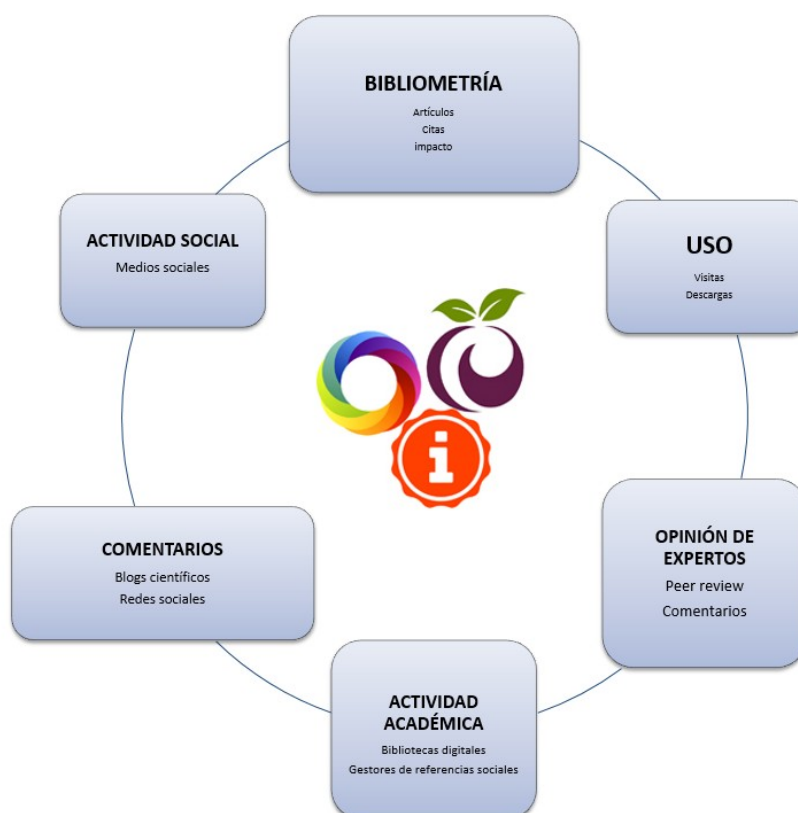 BIBLIOMETRÍA
Artículos
Citas
impacto
USO
Visitas
Descargas
OPINIÓN DE
EXPERTOS
Peer review
Comentarios
ACTIVIDAD
ACADÉMICA
Bibliotecas digitales
Gestores de referencias sociales
COMENTARIOS
Blogs científicos
Redes sociales
ACTIVIDAD SOCIAL
Medios sociales
i